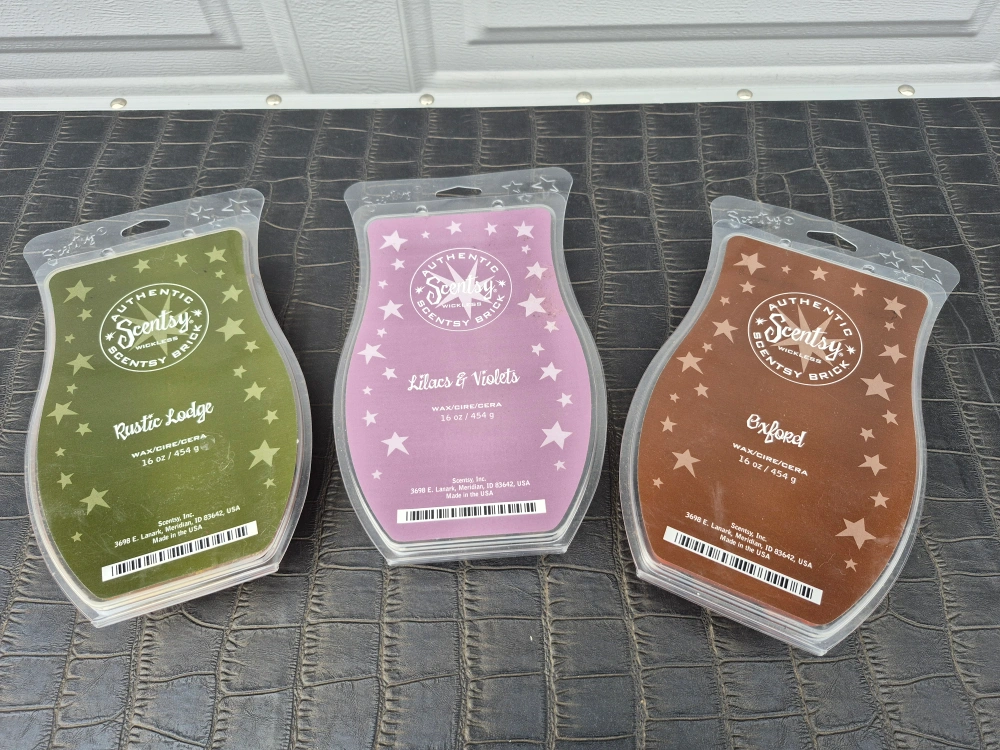 Scentsy
AUTHENTIC
Scentsy
WICKLESS
SCENTSY BRICK
Rustic Lodge
WAX/CIRE/CERA
16 oz / 454 g
Scentsy, Inc.
3698 E. Lanark, Meridian, ID 83642, USA
Made in the USA
Scentsy
AUTHENTIC
Scentsy
WICKLESS
SCENTSY BRICK
Lilacs & Violets
WAX/CIRE/CERA
16 oz / 454 g
Scentsy, Inc.
3698 E. Lanark, Meridian, ID 83642, USA
Made in the USA
Scentsy
AUTHENTIC
Scentsy
WICKLESS
SCENTSY BRICK
Oxford
WAX/CIRE/CERA
16 oz / 454 g
Scentsy, Inc.
3698 E. Lanark, Meridian, ID 83642, USA
Made in the USA